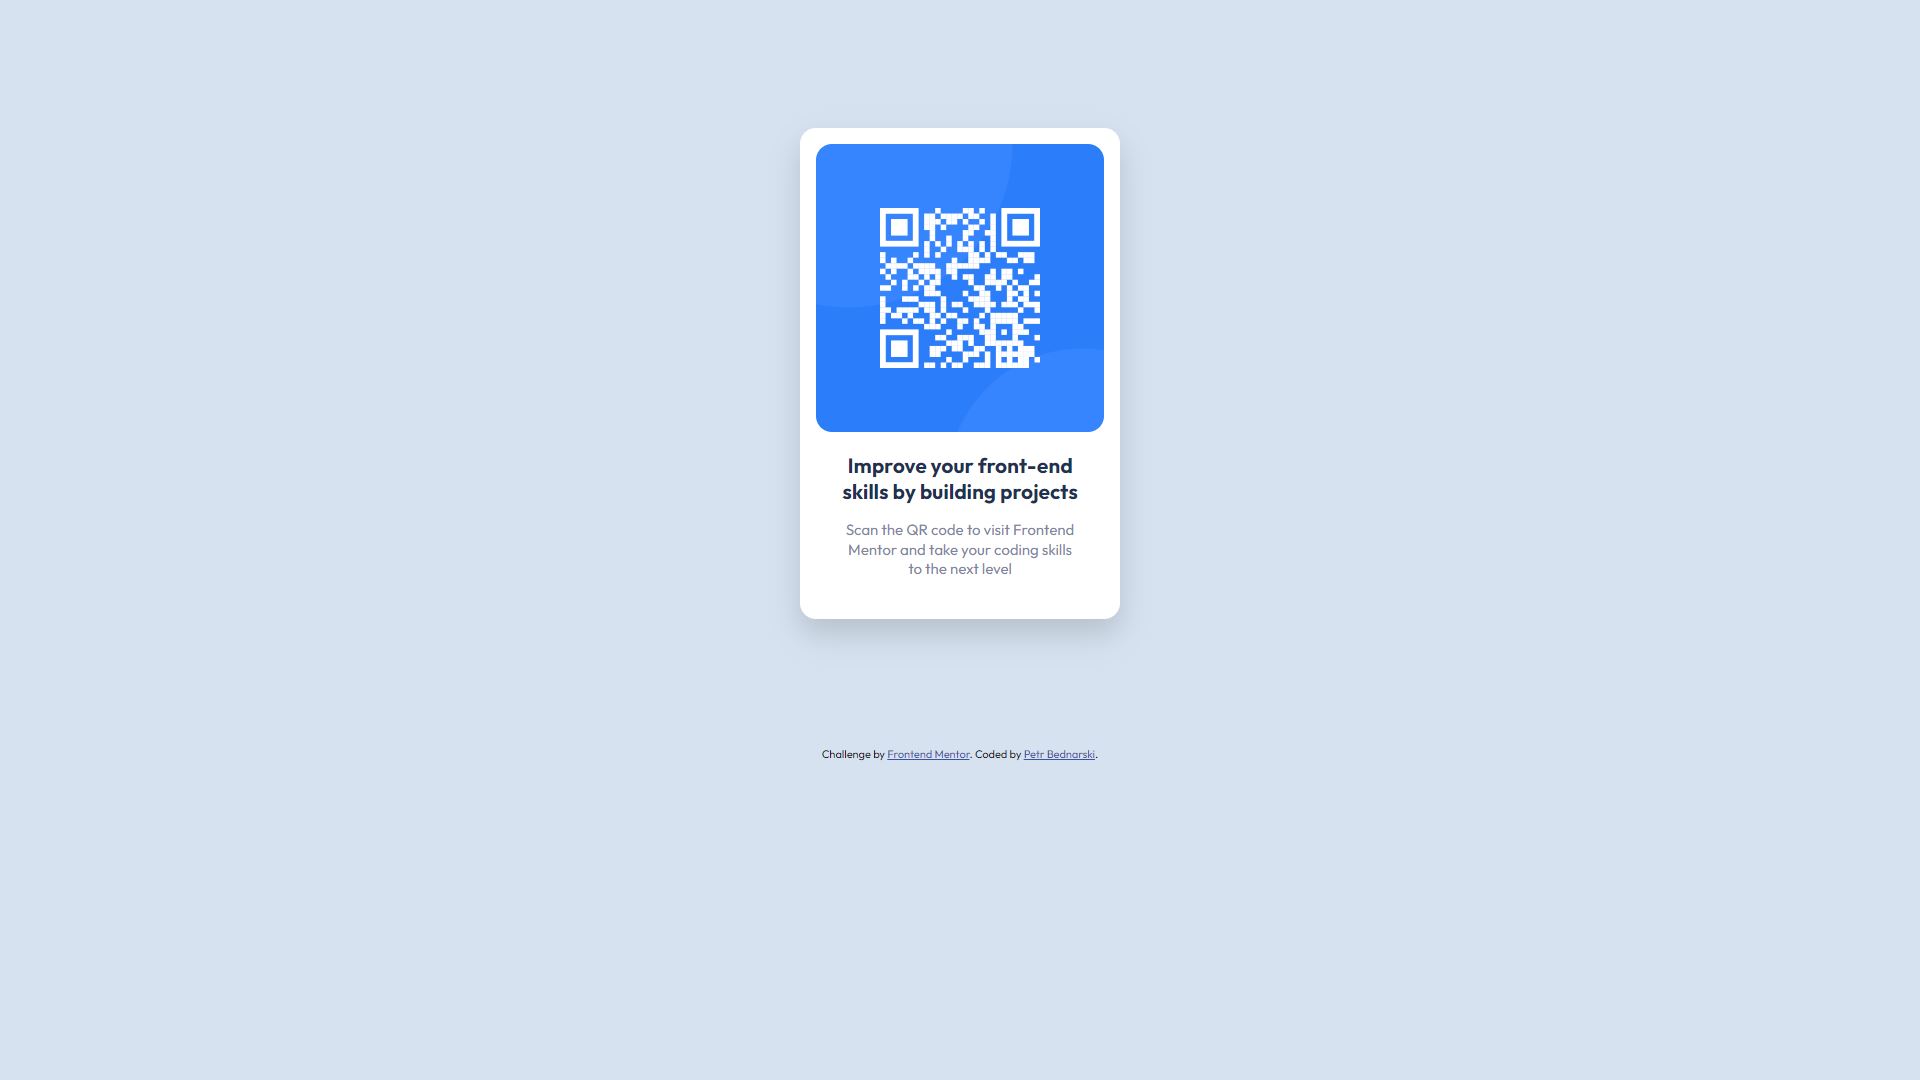 Improve your front-end
skills by building projects
Scan the QR code to visit Frontend
Mentor and take your coding skills
to the next level
Challenge by Frontend Mentor. Coded by Petr Bednarski.